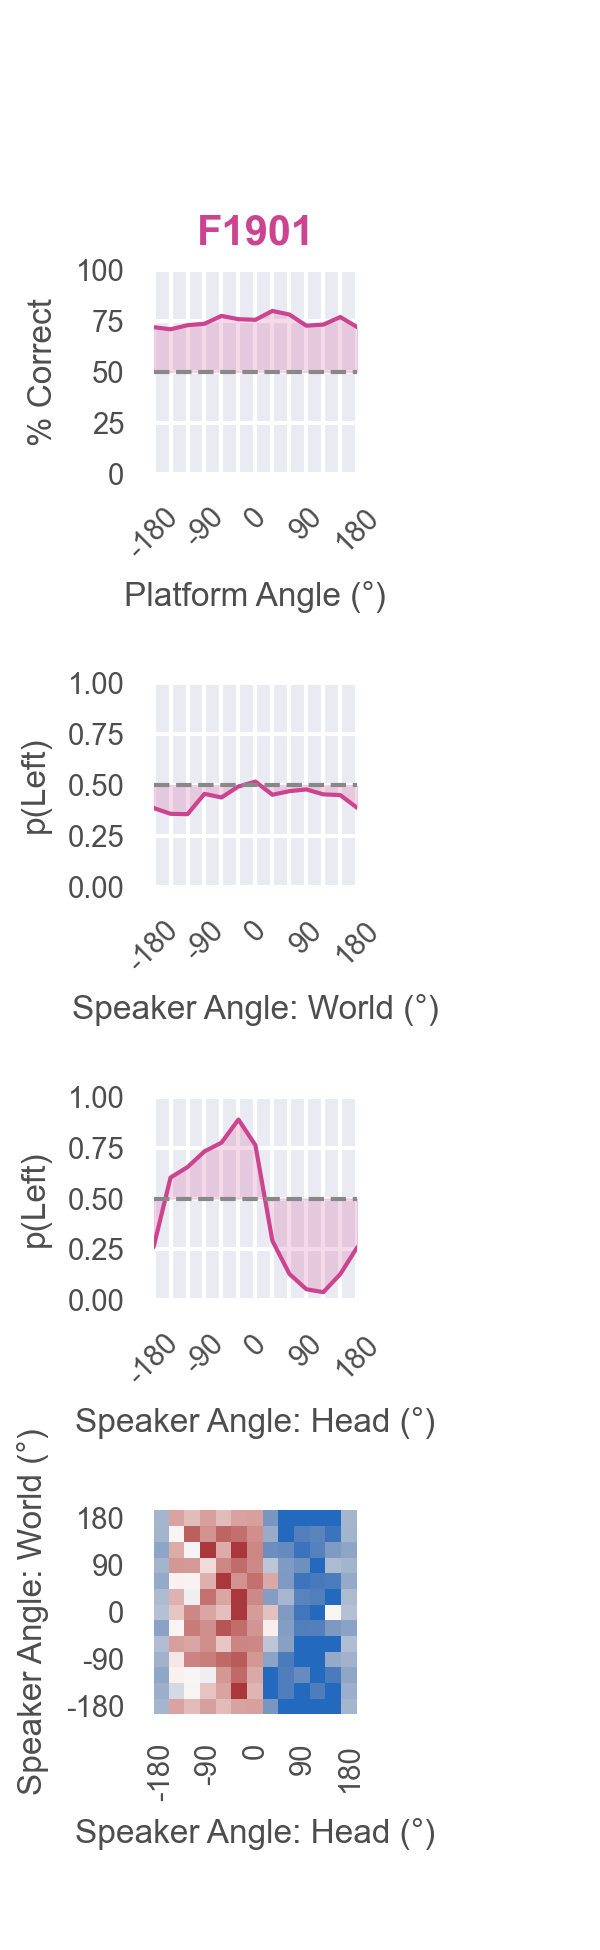 F1901
100
75
50
25
0
% Correct
-180 -90 0 90 180
Platform Angle (°)
1.00
0.75
0.50
0.25
0.00
p(Left)
-180 -90 0 90 180
Speaker Angle: World (°)
1.00
0.75
0.50
0.25
0.00
p(Left)
-180 -90 0 90 180
Speaker Angle: Head (°)
180
90
0
-90
-180
Speaker Angle: World (°)
-180 -90 0 90 180
Speaker Angle: Head (°)